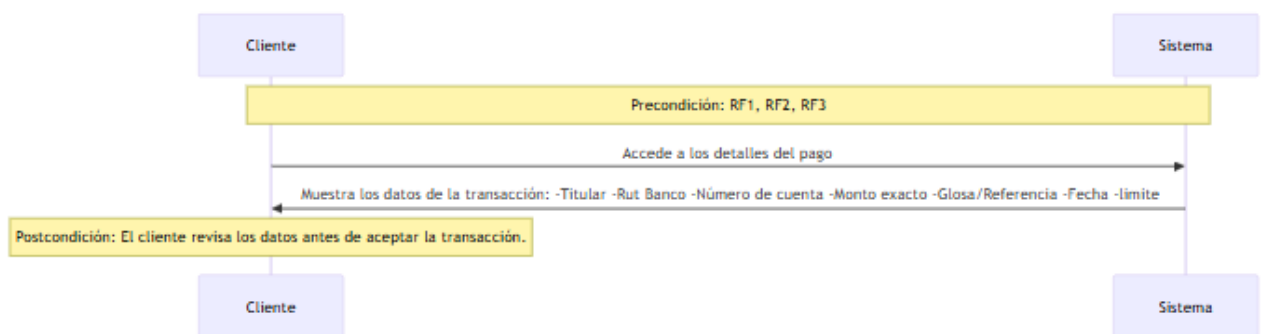 Cliente
Sistema
Precondición: RF1, RF2, RF3
Accede a los detalles del pago
Muestra los datos de la transacción: -Titular -Rut Banco -Número de cuenta -Monto exacto -Glosa/Referencia -Fecha -limite
Postcondición: El cliente revisa los datos antes de aceptar la transacción.
Cliente
Sistema